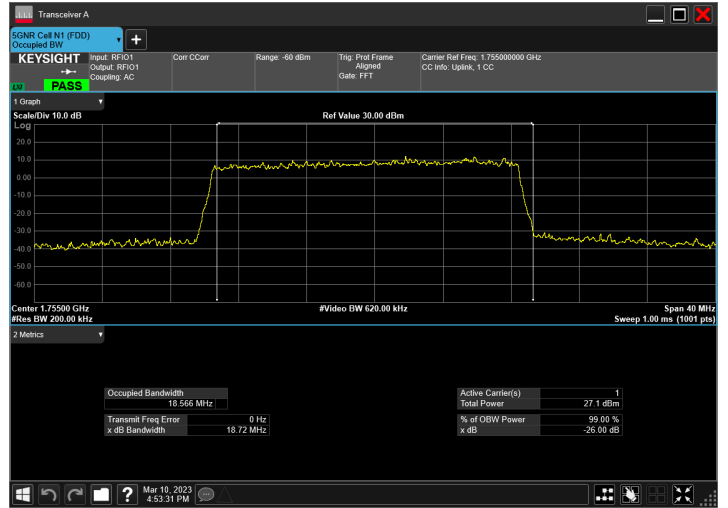 Transceiver A
5GNR Cell N1 (FDD)
Occupied BW
KEYSIGHT
LXI
PASS
Input: RFIO1
Output: RFIO1
Coupling: AC
Corr CCorr
Range: -60 dBm
Trig: Prot Frame
Aligned
Gate: FFT
Carrier Ref Freq: 1.755000000 GHz
CC Info: Uplink, 1 CC
1 Graph
Scale/Div 10.0 dB
Ref Value 30.00 dBm
Log
20.0
10.0
0.00
-10.0
-20.0
-30.0
-40.0
-50.0
-60.0
Center 1.75500 GHz
#Video BW 620.00 kHz
Span 40 MHz
#Res BW 200.00 kHz
Sweep 1.00 ms (1001 pts)
2 Metrics
Occupied Bandwidth
18.566 MHz
Active Carrier(s) 1
Total Power 27.1 dBm
Transmit Freq Error 0 Hz
x dB Bandwidth 18.72 MHz
% of OBW Power 99.00 %
x dB -26.00 dB
?
Mar 10, 2023
4:53:31 PM